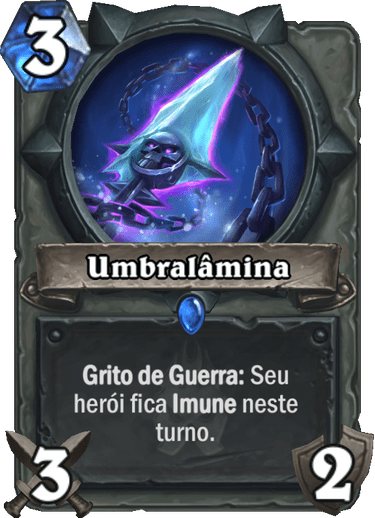 3
Umbralâmina
Grito de Guerra: Seu
herói fica Imune neste
turno.
3
2